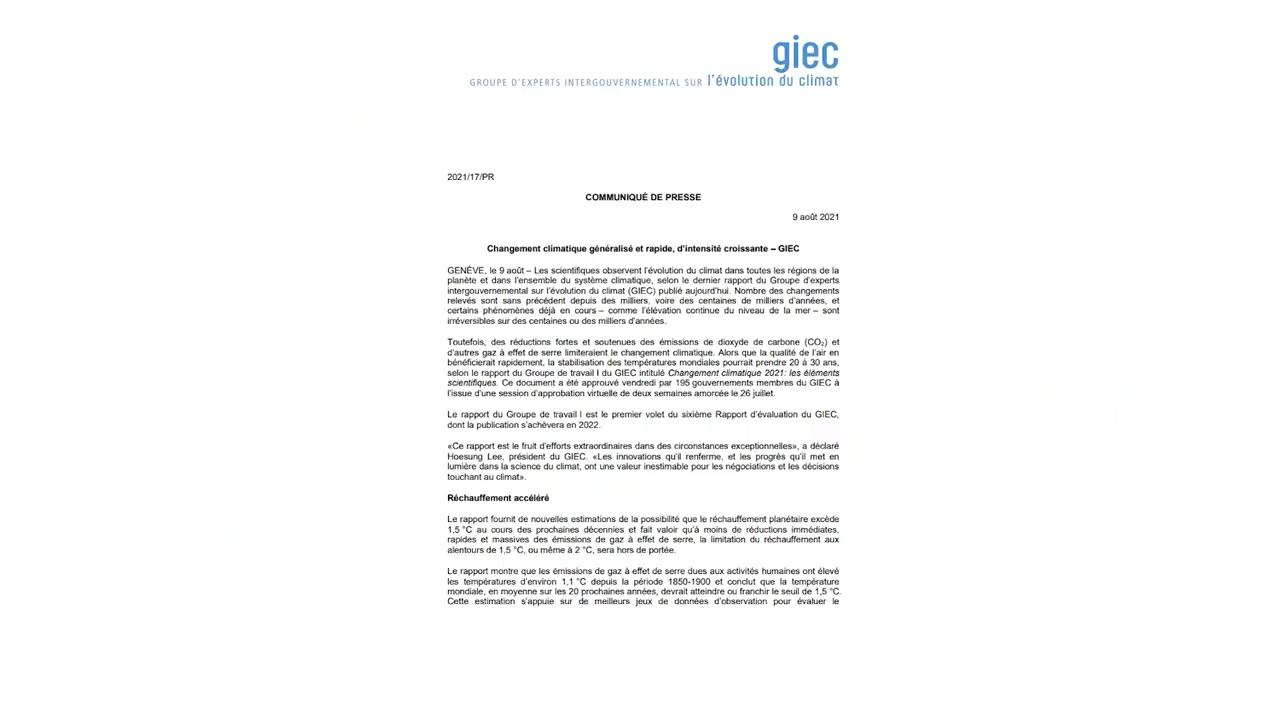 giec
GROUPE D'EXPERTS INTERGOUVERNEMENTAL SUR l'évolution du climat
2021/17/PR
COMMUNIQUÉ DE PRESSE
9 août 2021
Changement climatique généralisé et rapide, d'intensité croissante – GIEC
GENÈVE, le 9 août – Les scientifiques observent l'évolution du climat dans toutes les régions de la
planète et dans l'ensemble du système climatique, selon le dernier rapport du Groupe d'experts
intergouvernemental sur l'évolution du climat (GIEC) publié aujourd'hui. Nombre des changements
relevés sont sans précédent depuis des milliers, voire des centaines de milliers d'années, et
certains phénomènes déjà en cours – comme l'élévation continue du niveau de la mer – sont
irréversibles sur des centaines ou des milliers d'années.
Toutefois, des réductions fortes et soutenues des émissions de dioxyde de carbone (CO₂) et
d'autres gaz à effet de serre limiteraient le changement climatique. Alors que la qualité de l'air en
bénéficierait rapidement, la stabilisation des températures mondiales pourrait prendre 20 à 30 ans,
selon le rapport du Groupe de travail I du GIEC intitulé Changement climatique 2021: les éléments
scientifiques. Ce document a été approuvé vendredi par 195 gouvernements membres du GIEC à
l'issue d'une session d'approbation virtuelle de deux semaines amorcée le 26 juillet.
Le rapport du Groupe de travail I est le premier volet du sixième Rapport d'évaluation du GIEC,
dont la publication s'achèvera en 2022.
«Ce rapport est le fruit d'efforts extraordinaires dans des circonstances exceptionnelles», a déclaré
Hoesung Lee, président du GIEC. «Les innovations qu'il renferme, et les progrès qu'il met en
lumière dans la science du climat, ont une valeur inestimable pour les négociations et les décisions
touchant au climat».
Réchauffement accéléré
Le rapport fournit de nouvelles estimations de la possibilité que le réchauffement planétaire excède
1,5 °C au cours des prochaines décennies et fait valoir qu'à moins de réductions immédiates,
rapides et massives des émissions de gaz à effet de serre, la limitation du réchauffement aux
alentours de 1,5 °C, ou même à 2 °C, sera hors de portée.
Le rapport montre que les émissions de gaz à effet de serre dues aux activités humaines ont élevé
les températures d'environ 1,1 °C depuis la période 1850-1900 et conclut que la température
mondiale, en moyenne sur les 20 prochaines années, devrait atteindre ou franchir le seuil de 1,5 °C.
Cette estimation s'appuie sur de meilleurs jeux de données d'observation pour évaluer le